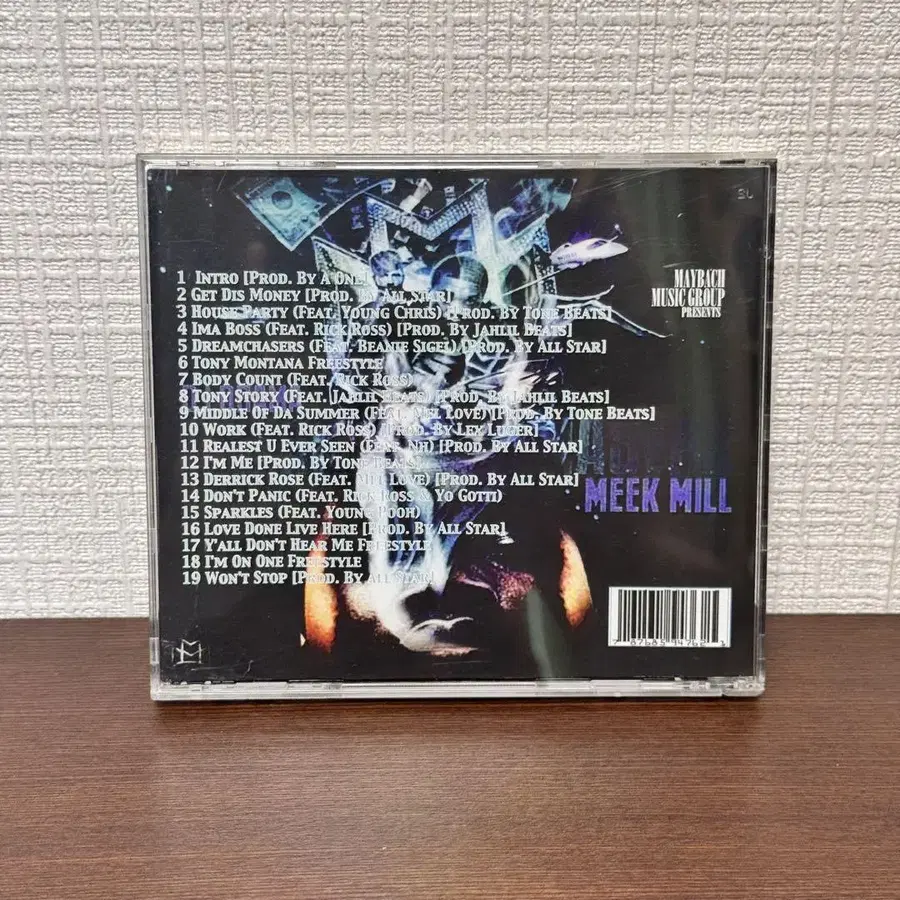 MAYBACH
MUSIC GROUP
PRESENTS
1 INTRO [PROD. BY A ONE]
2 GET DIS MONEY [PROD. BY ALL STAR]
3 HOUSE PARTY (FEAT. YOUNG CHRIS) [PROD. BY TONE BEATS]
4 IMA BOSS (FEAT. RICK ROSS) [PROD. BY JAHLIL BEATS]
5 DREAMCHASERS (FEAT. BEANIE SIGEL) [PROD. BY ALL STAR]
6 TONY MONTANA FREESTYLE
7 BODY COUNT (FEAT. RICK ROSS)
8 TONY STORY (FEAT. JAHLIL BEATS) [PROD. BY JAHLIL BEATS]
9 MIDDLE OF DA SUMMER (FEAT. MEL LOVE) [PROD. BY TONE BEATS]
10 WORK (FEAT. RICK ROSS) [PROD. BY LEX LUGER]
11 REALEST U EVER SEEN (FEAT. NH) [PROD. BY ALL STAR]
12 I'M ME [PROD. BY TONE BEATS]
13 DERRICK ROSE (FEAT. MEL LOVE) [PROD. BY ALL STAR]
14 DON'T PANIC (FEAT. RICK ROSS & YO GOTTI)
15 SPARKLES (FEAT. YOUNG POOH)
16 LOVE DONE LIVE HERE [PROD. BY ALL STAR]
17 Y'ALL DON'T HEAR ME FREESTYLE
18 I'M ON ONE FREESTYLE
19 WON'T STOP [PROD. BY ALL STAR]
MEEK MILL
7 87685 94762 1